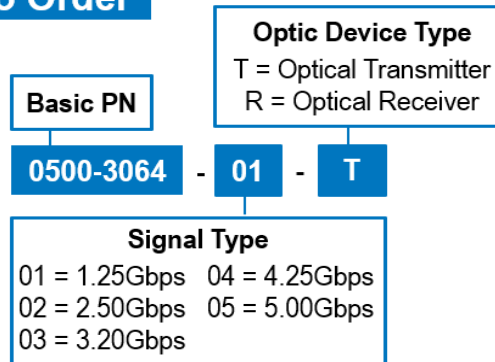 Order
Optic Device Type
T = Optical Transmitter
R = Optical Receiver
Basic PN
0500-3064 - 01 - T
Signal Type
01 = 1.25Gbps 04 = 4.25Gbps
02 = 2.50Gbps 05 = 5.00Gbps
03 = 3.20Gbps